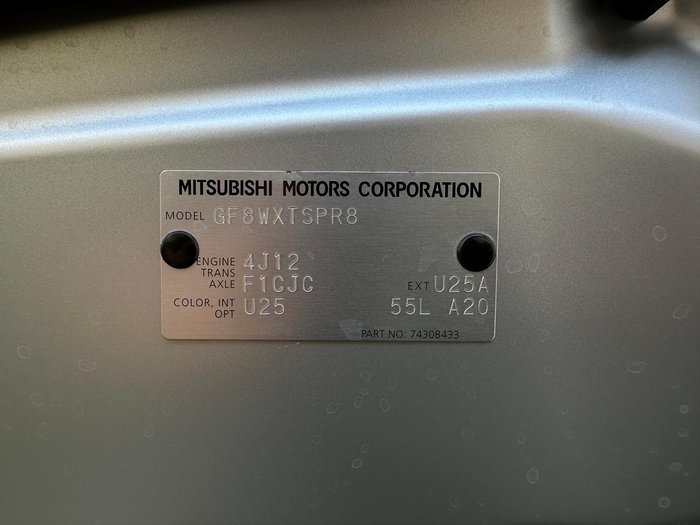 MITSUBISHI MOTORS CORPORATION
MODEL GF8WXTSPR8
ENGINE 4J12
TRANS
AXLE F1CJC EXT U25A
COLOR, INT U25 55L A20
OPT
PART NO: 7430B433